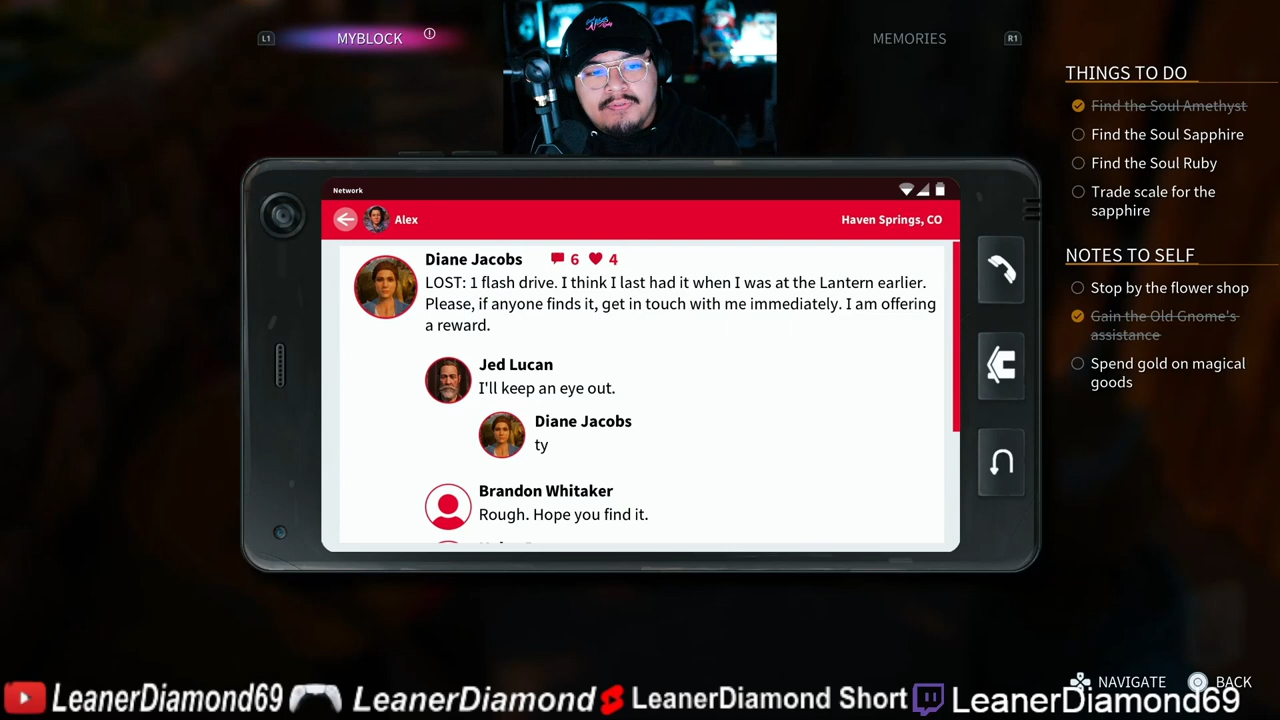 L1
MYBLOCK
MEMORIES
R1
THINGS TO DO
Find the Soul Amethyst
Find the Soul Sapphire
Find the Soul Ruby
Trade scale for the
sapphire
NOTES TO SELF
Stop by the flower shop
Gain the Old Gnome's
assistance
Spend gold on magical
goods
Network
Alex
Haven Springs, CO
Diane Jacobs 6 4
LOST: 1 flash drive. I think I last had it when I was at the Lantern earlier.
Please, if anyone finds it, get in touch with me immediately. I am offering
a reward.
Jed Lucan
I'll keep an eye out.
Diane Jacobs
ty
Brandon Whitaker
Rough. Hope you find it.
NAVIGATE
BACK
LeanerDiamond69 LeanerDiamond LeanerDiamond Short LeanerDiamond69